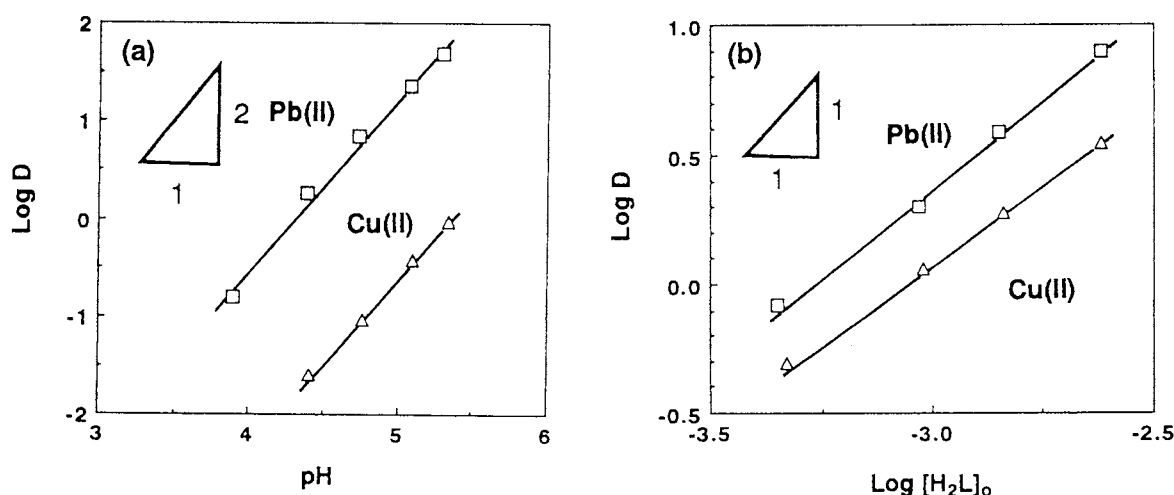 (a)
Log D
2
1
0
-1
-2
3
4
5
6
pH
2
1
Pb(II)
Cu(II)
(b)
Log D
1.0
0.5
0.0
-0.5
-3.5
-3.0
-2.5
Log [H₂L]ₒ
1
1
Pb(II)
Cu(II)